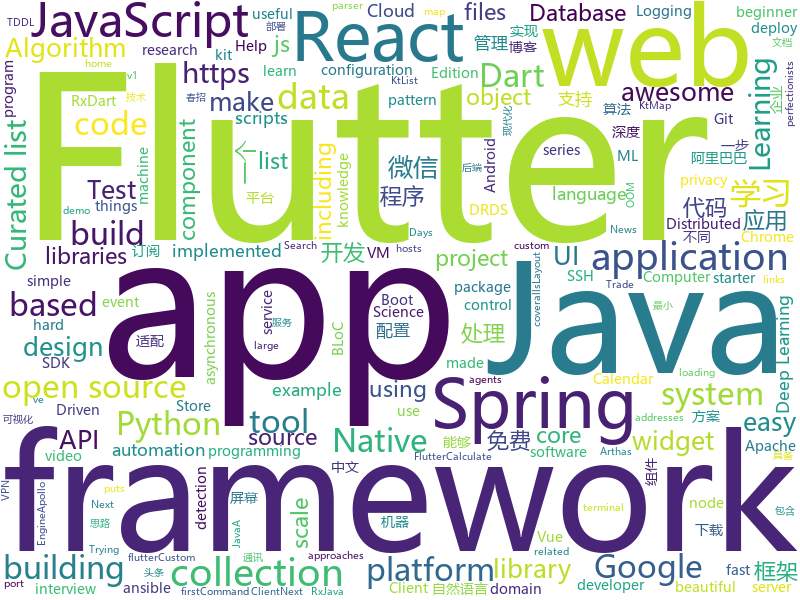 TDDL
JavaScript
React
web
Cloud
files
Database
Logging
beginner
useful
Help
research
kit
js
管理
实现
deploy
parser
map
部署
Algorithm
https
configuration
Edition
博客
home
v1
learn
KtList
Dart
awesome
Learning
program
RxDart
make
data
pattern
object
支持
企业
文档
春招
技术
code
scripts
Flutter
including
component
list
微信
程序
Android
series
Git
算法
KtMap
深度
现代化
一步
perfectionists
Curated list
Test
machine
things
平台
knowledge
后端
language
ML
OOM
阿里巴巴
privacy
学习
build
demo
订阅
implemented
开发
VM
Days
hosts
DRDS
代码
Distributed
News
不同
应用
Chrome
libraries
Search
custom
project
UI
application
simple
event
app
Java
package
SSH
Computer
starter
links
based
hard
适配
service
Boot
Science
control
coverallsLayout
Trade
最小
design
SDK
asynchronous
large
服务
配置
BLoC
处理
framework
Spring
made
agents
loading
Deep Learning
Driven
Store
example
using
Calendar
system
open source
Python
tool
use
addresses
方案
easy
可视化
API
source
Native
免费
core
widget
Apache
automation
programming
能够
software
组件
video
中文
FlutterCalculate
Arthas
Vue
node
fast
框架
VPN
EngineApollo
building
detection
屏幕
scale
platform
library
Google
下载
related
developer
具备
collection
思路
Next
puts
机器
terminal
beautiful
包含
Trying
JavaA
approaches
interview
ansible
flutterCustom
通讯
头条
port
firstCommand
ClientNext
RxJava
Client
自然语言
domain
server
ve